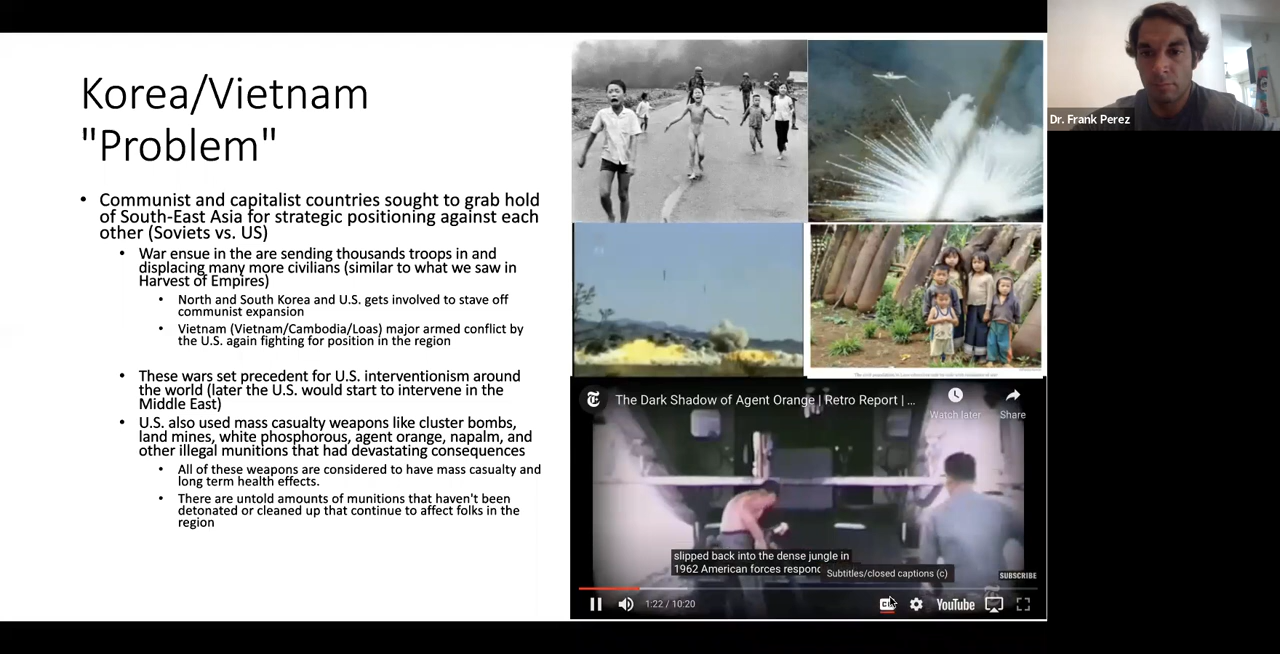 Korea/Vietnam
"Problem"
• Communist and capitalist countries sought to grab hold
of South-East Asia for strategic positioning against each
other (Soviets vs. US)
• War ensue in the are sending thousands troops in and
displacing many more civilians (similar to what we saw in
Harvest of Empires)
• North and South Korea and U.S. gets involved to stave off
communist expansion
• Vietnam (Vietnam/Cambodia/Loas) major armed conflict by
the U.S. again fighting for position in the region
• These wars set precedent for U.S. interventionism around
the world (later the U.S. would start to intervene in the
Middle East)
• U.S. also used mass casualty weapons like cluster bombs,
land mines, white phosphorous, agent orange, napalm, and
other illegal munitions that had devastating consequences
• All of these weapons are considered to have mass casualty and
long term health effects.
• There are untold amounts of munitions that haven't been
detonated or cleaned up that continue to affect folks in the
region
The Dark Shadow of Agent Orange | Retro Report | ...
Watch later
Share
slipped back into the dense jungle in
1962 American forces respond
Subtitles/closed captions (c)
SUBSCRIBE
1:22 / 10:20
YouTube
Dr. Frank Perez